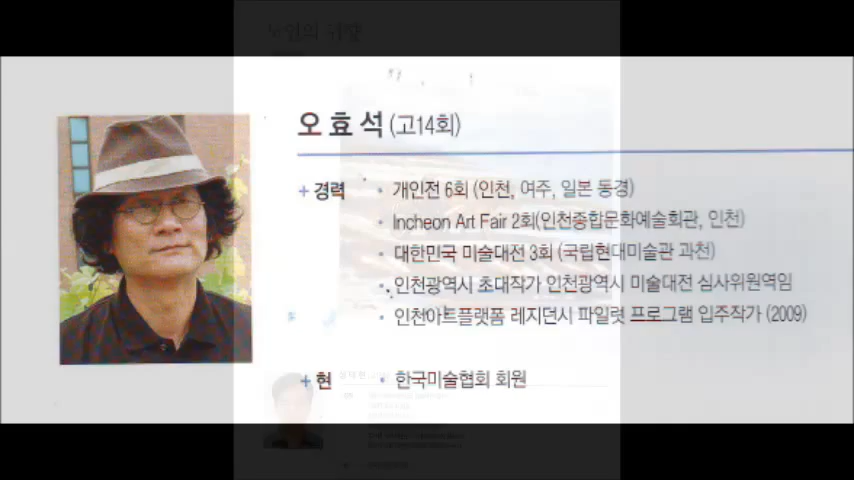 노인의 귀향
오효석 (고14회)
+ 경력 • 개인전 6회 (인천, 여주, 일본 동경)
• Incheon Art Fair 2회(인천종합문화예술회관, 인천)
• 대한민국 미술대전 3회 (국립현대미술관 과천)
• 인천광역시 초대작가 인천광역시 미술대전 심사위원역임
• 인천아트플랫폼 레지던시 파일럿 프로그램 입주작가 (2009)
+ 현 • 한국미술협회 회원